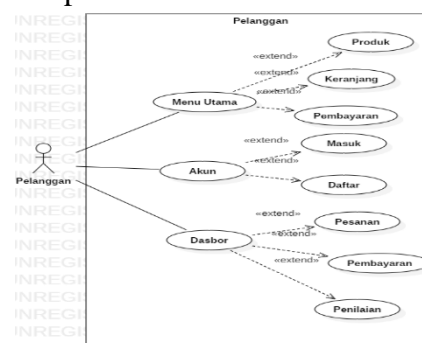 Pelanggan
Produk
«extend»
«extend»
Keranjang
«extend»
Menu Utama
Pembayaran
Masuk
«extend»
«extend»
Akun
Daftar
Pelanggan
Pesanan
«extend»
«extend»
Dasbor
«extend»
Pembayaran
Penilaian